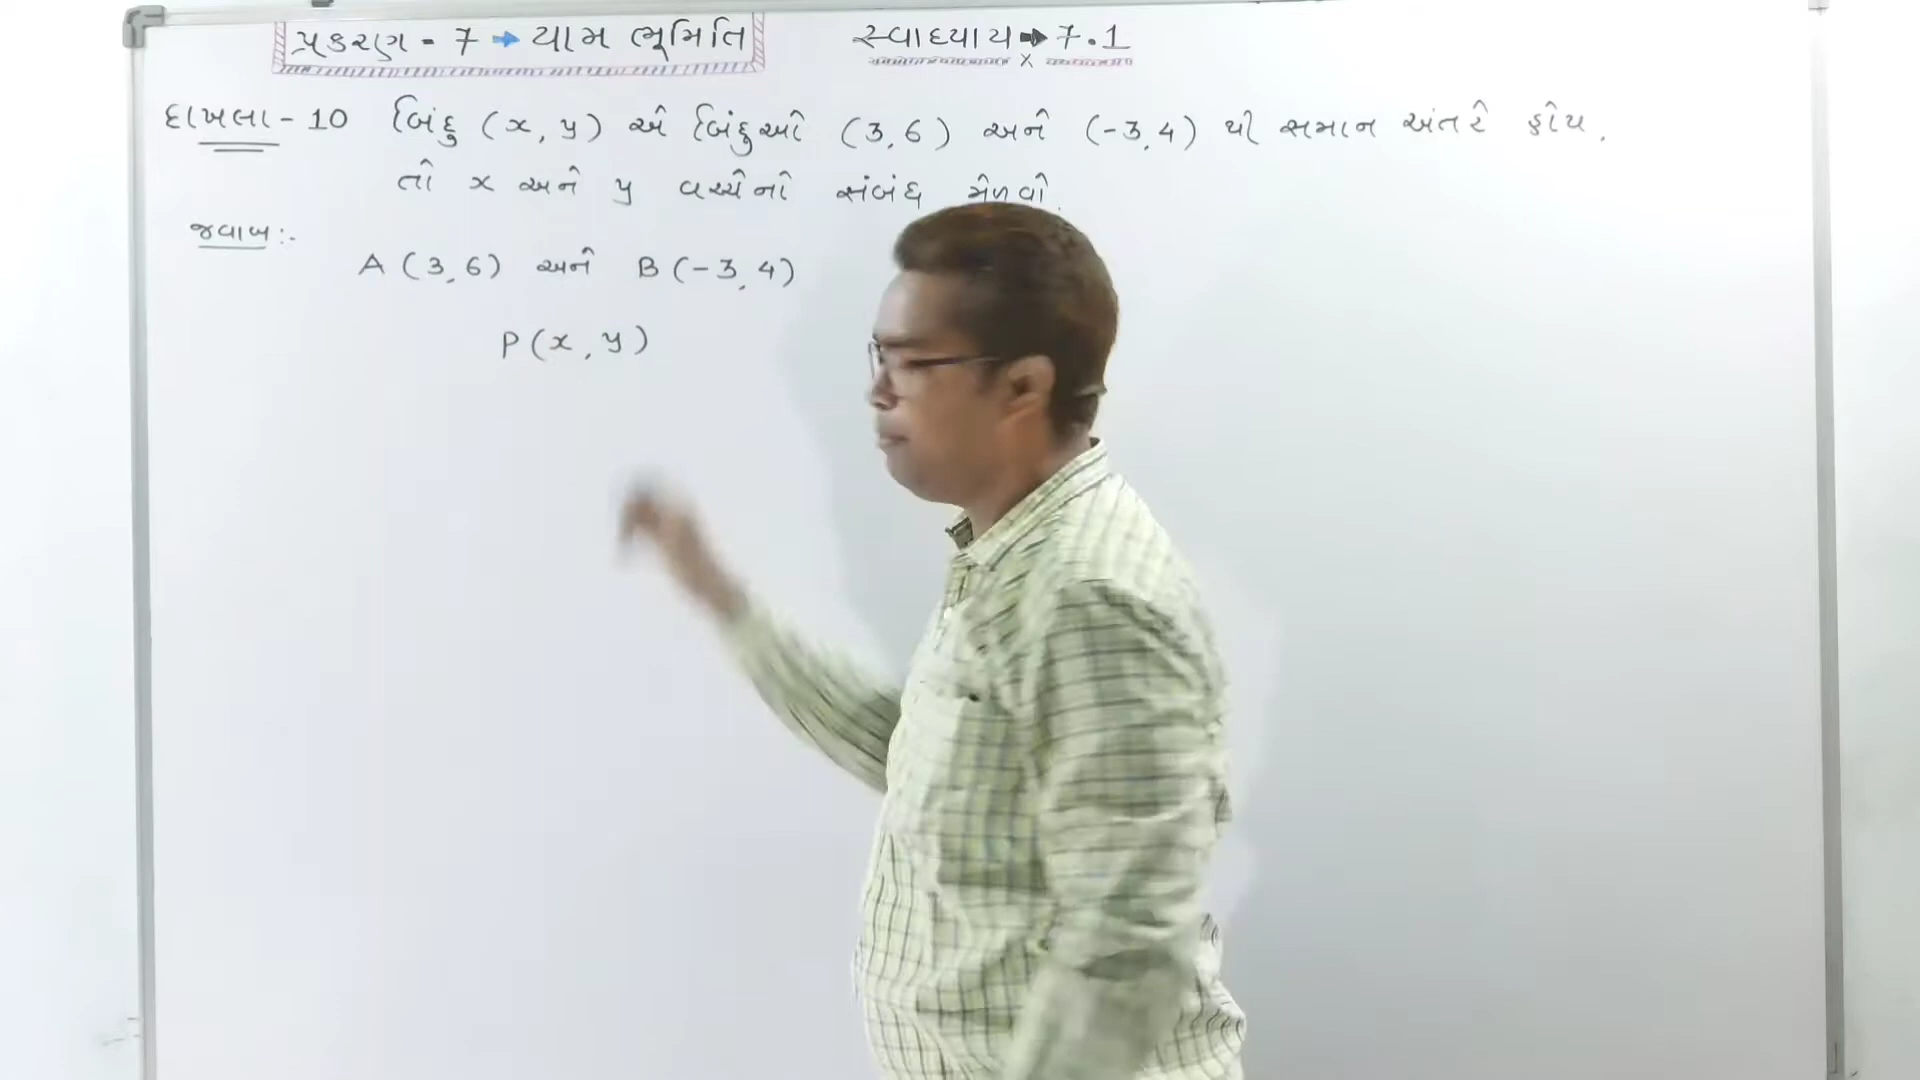 પ્રકરણ - 7 → યામ ભૂમિતિ
સ્વાધ્યાય → 7.1
x
દાખલા - 10 બિંદુ (x, y) એ બિંદુઓ (3, 6) અને (-3, 4) થી સમાન અંતરે હોય.
તો x અને y વચ્ચેનો સંબંધ મેળવો.
જવાબ :-
A (3, 6) અને B (-3, 4)
P (x, y)